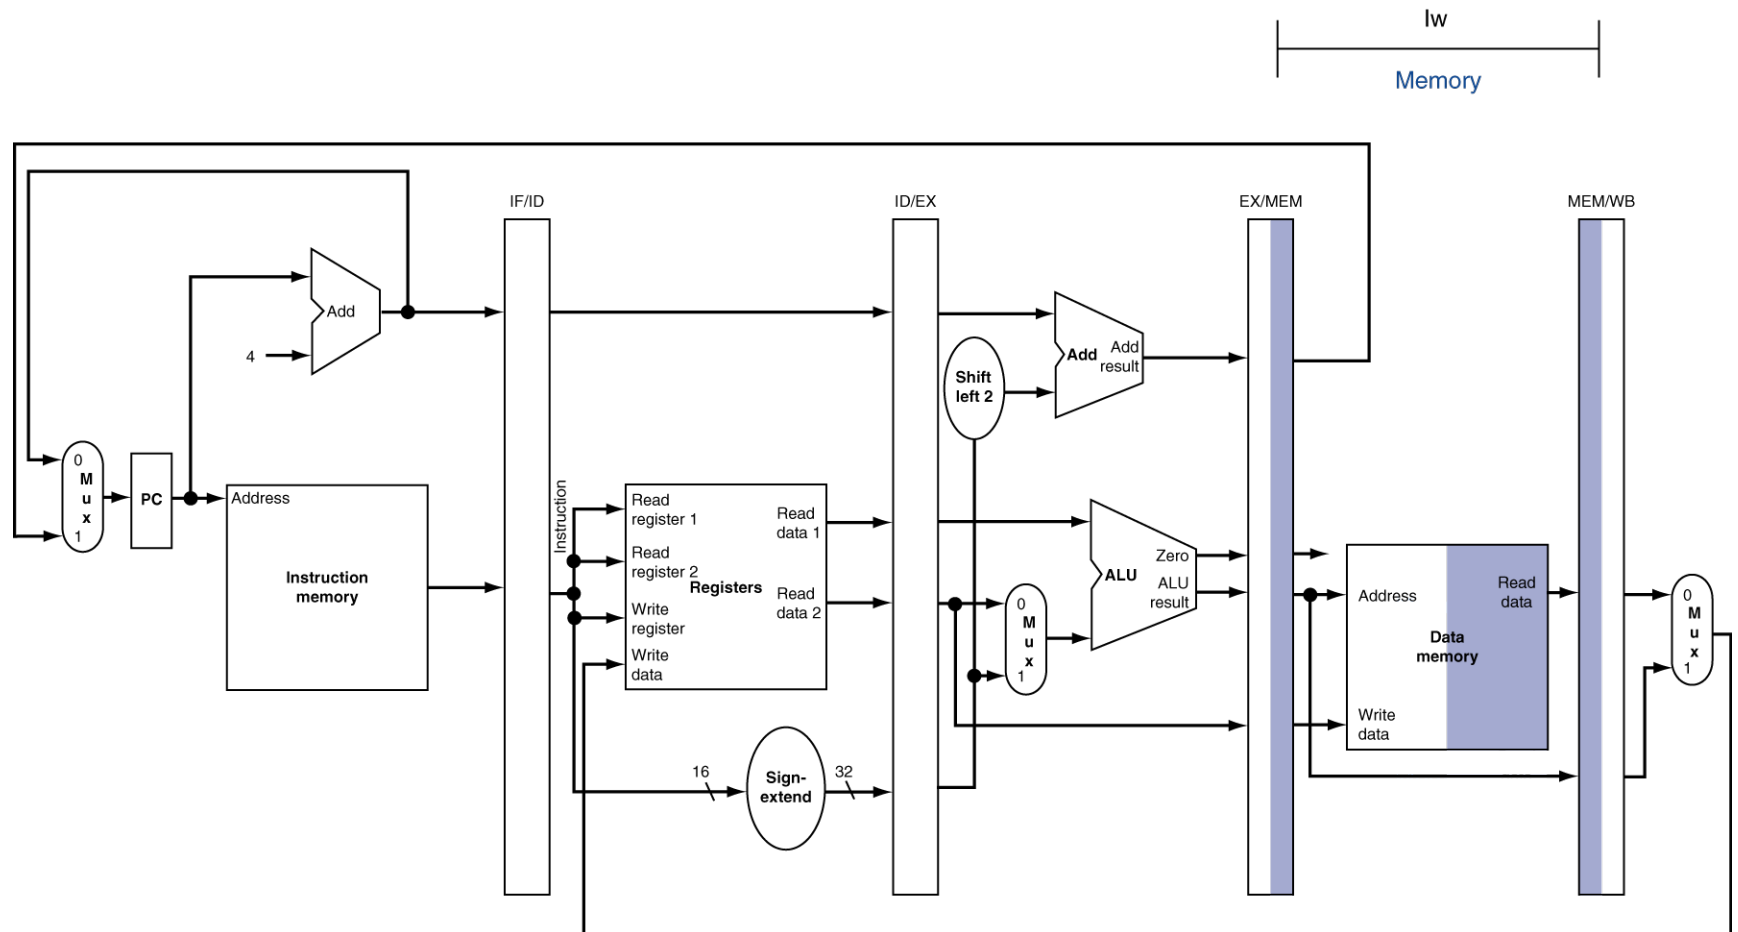 lw
Memory
IF/ID
ID/EX
EX/MEM
MEM/WB
Add
4
Add
Add
result
Shift
left 2
0
M
u
x
1
PC
Address
Instruction
memory
Instruction
Read
register 1
Read
register 2
Registers
Write
register
Write
data
Read
data 1
Read
data 2
0
M
u
x
1
Zero
ALU
ALU
result
Address
Read
data
Data
memory
Write
data
0
M
u
x
1
16
Sign-
extend
32